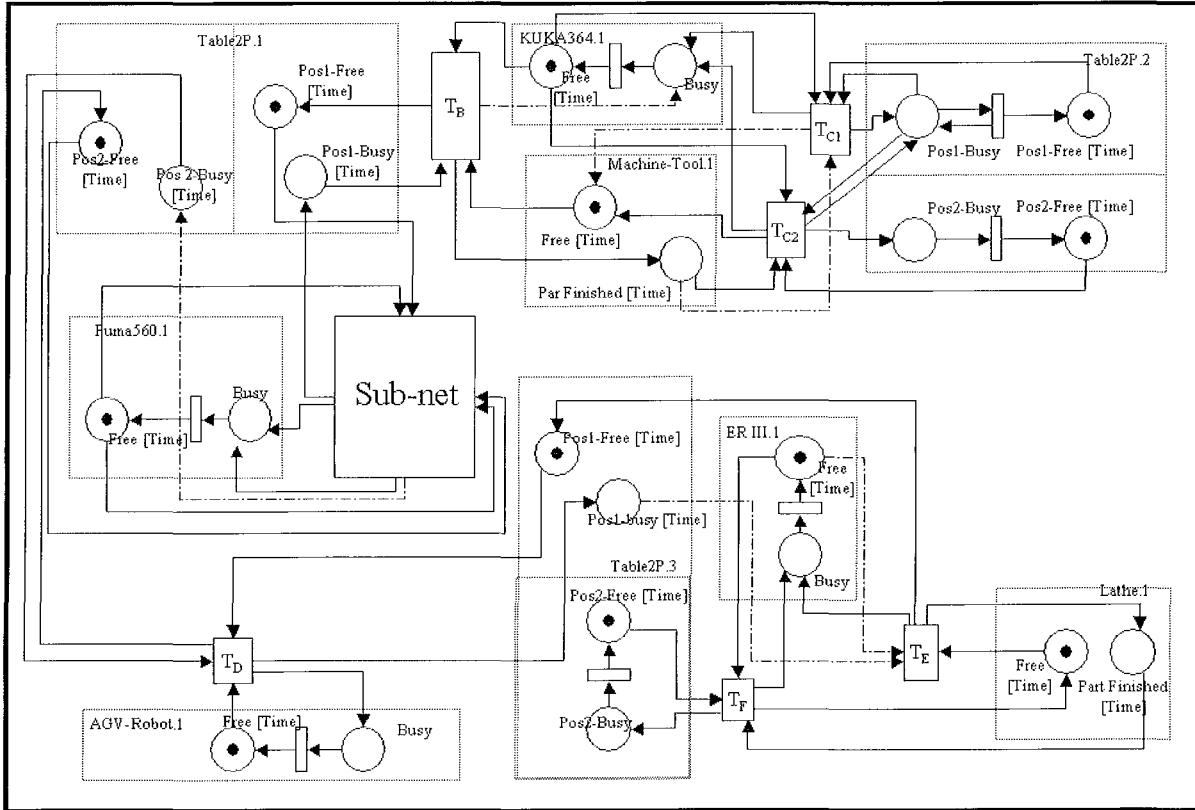 Table2P.1
KUKA364.1
Table2P.2
Pos1-Free
[Time]
T_B
Free
[Time]
Busy
T_C1
Pos2-Free
[Time]
Pos 2-Busy
[Time]
Pos1-Busy
[Time]
Machine-Tool.1
Pos1-Busy
Pos1-Free
[Time]
Free [Time]
T_C2
Pos2-Busy
Pos2-Free
[Time]
Par Finished [Time]
Puma560.1
Busy
Free [Time]
Sub-net
Pos1-Free [Time]
Pos1-busy [Time]
Table2P.3
Pos2-Free [Time]
Pos2-Busy
ER III.1
Free
[Time]
Busy
Lathe.1
T_E
Free
[Time]
Part Finished
[Time]
T_F
T_D
AGV-Robot.1
Free [Time]
Busy